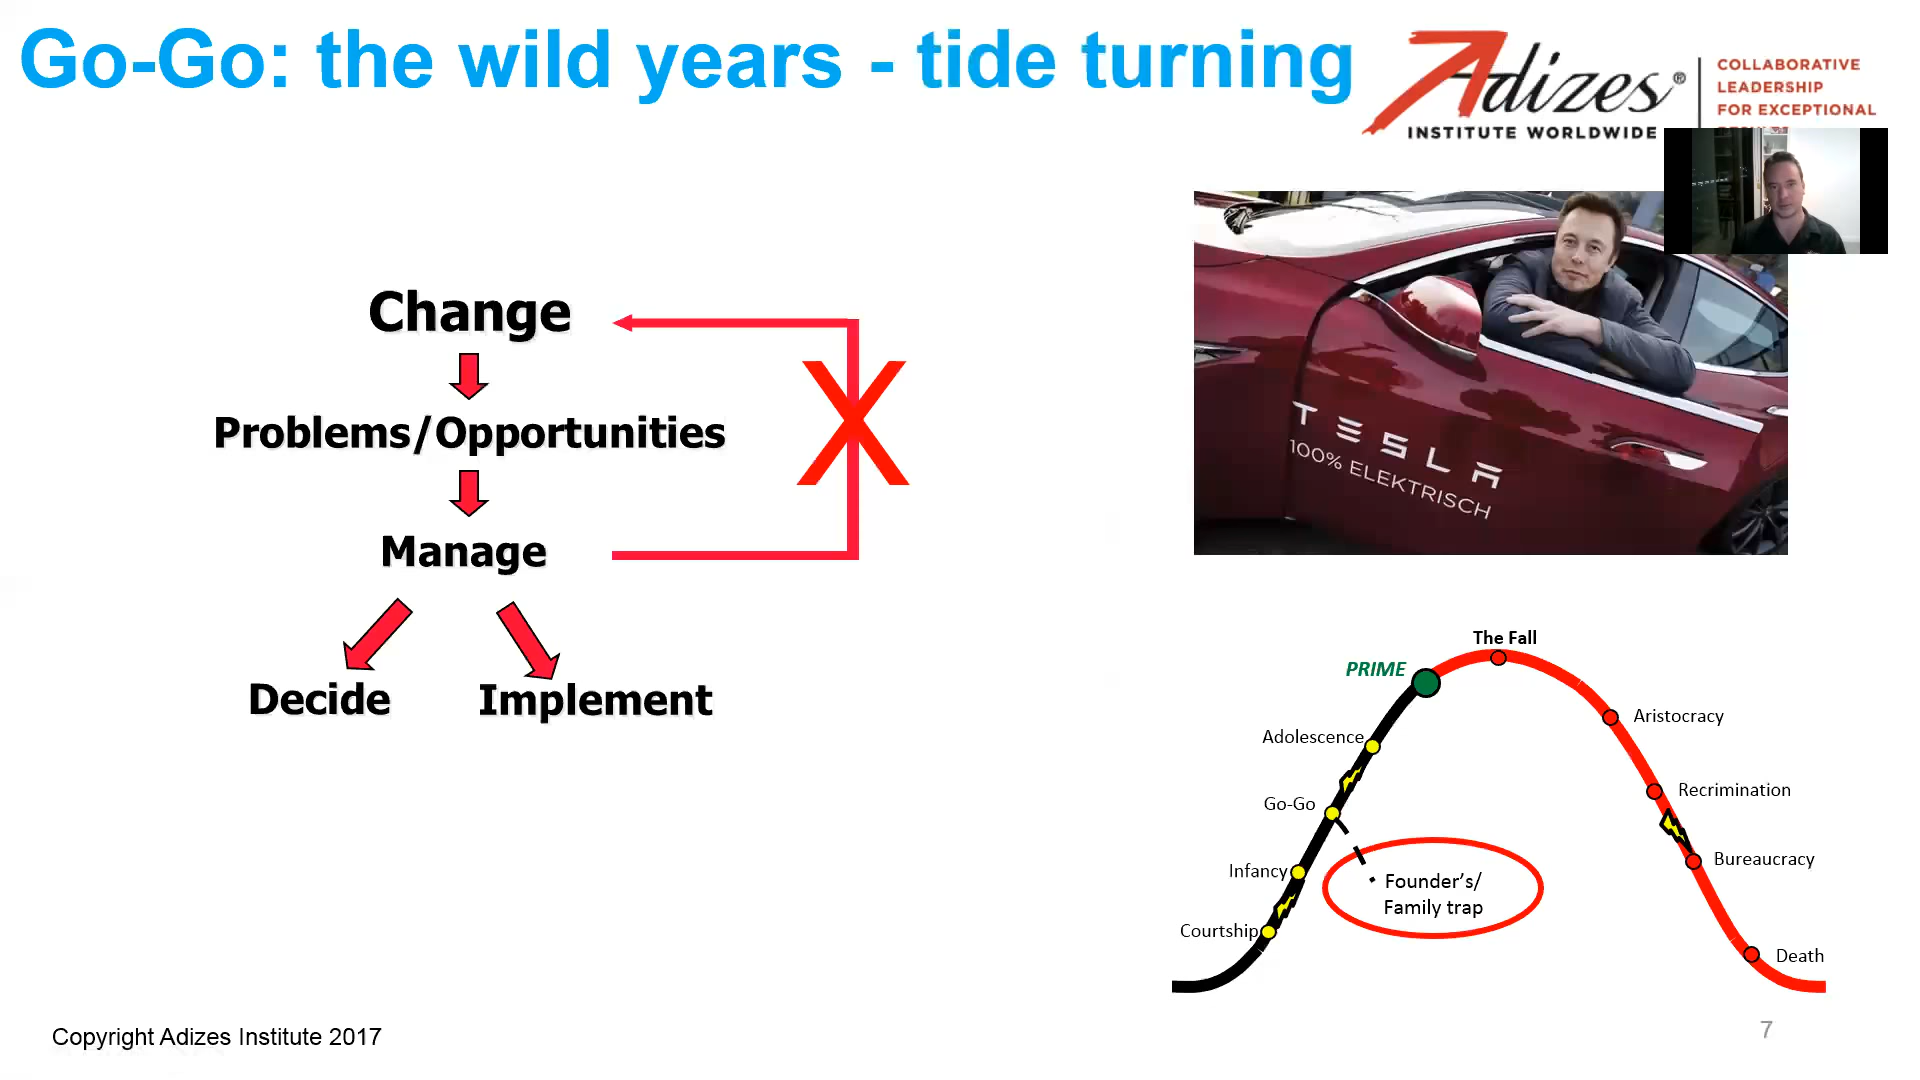 Go-Go: the wild years - tide turning
Adizes®
INSTITUTE WORLDWIDE
COLLABORATIVE
LEADERSHIP
FOR EXCEPTIONAL
Change
Problems/Opportunities
Manage
Decide
Implement
X
TESLA
100% ELEKTRISCH
The Fall
PRIME
Adolescence
Aristocracy
Go-Go
Recrimination
Infancy
Bureaucracy
Founder's/
Family trap
Courtship
Death
Copyright Adizes Institute 2017
7